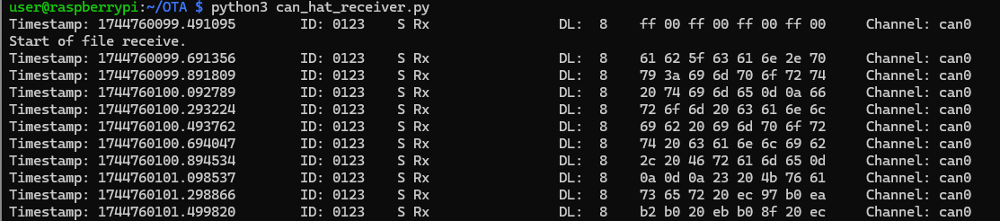 user@raspberrypi:~/OTA $ python3 can_hat_receiver.py
Timestamp: 1744760099.491095 ID: 0123 S Rx DL: 8 ff 00 ff 00 ff 00 ff 00 Channel: can0
Start of file receive.
Timestamp: 1744760099.691356 ID: 0123 S Rx DL: 8 61 62 5f 63 61 6e 2e 70 Channel: can0
Timestamp: 1744760099.891809 ID: 0123 S Rx DL: 8 79 3a 69 6d 70 6f 72 74 Channel: can0
Timestamp: 1744760100.092789 ID: 0123 S Rx DL: 8 20 74 69 6d 65 0d 0a 66 Channel: can0
Timestamp: 1744760100.293224 ID: 0123 S Rx DL: 8 72 6f 6d 20 63 61 6e 6c Channel: can0
Timestamp: 1744760100.493762 ID: 0123 S Rx DL: 8 69 62 20 69 6d 70 6f 72 Channel: can0
Timestamp: 1744760100.694047 ID: 0123 S Rx DL: 8 74 20 63 61 6e 6c 69 62 Channel: can0
Timestamp: 1744760100.894534 ID: 0123 S Rx DL: 8 2c 20 46 72 61 6d 65 0d Channel: can0
Timestamp: 1744760101.098537 ID: 0123 S Rx DL: 8 0a 0d 0a 23 20 4b 76 61 Channel: can0
Timestamp: 1744760101.298866 ID: 0123 S Rx DL: 8 73 65 72 20 ec 97 b0 ea Channel: can0
Timestamp: 1744760101.499820 ID: 0123 S Rx DL: 8 b2 b0 20 eb b0 8f 20 ec Channel: can0